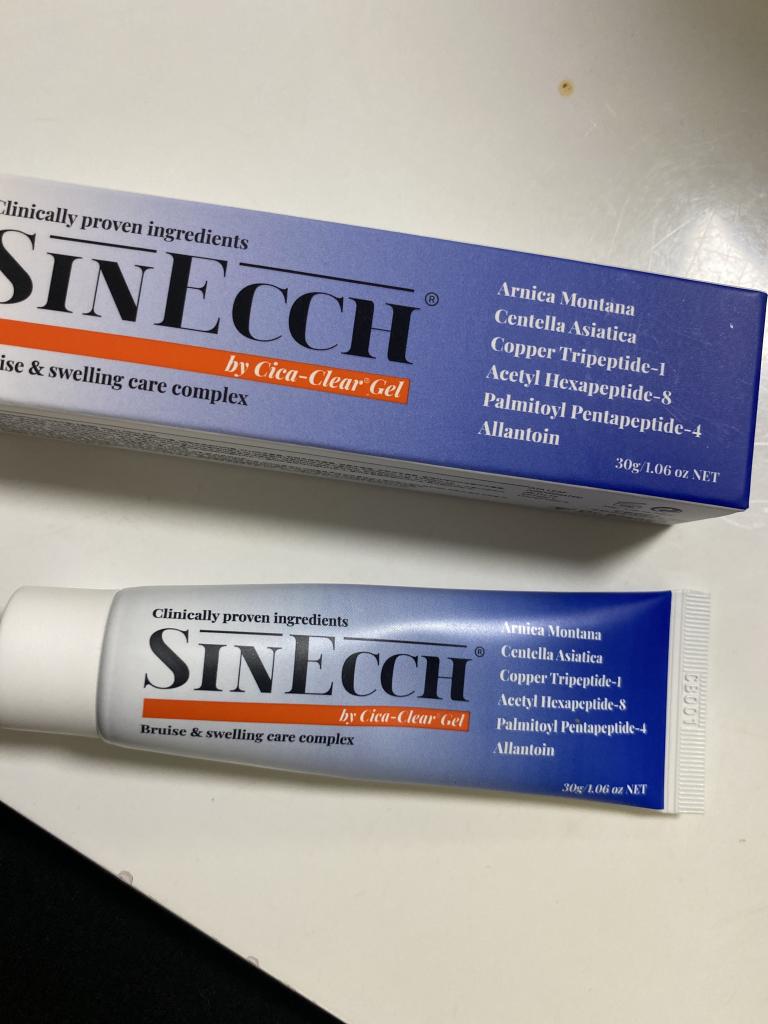 Clinically proven ingredients
SINECCH®
by Cica-Clear® Gel
& swelling care complex
Arnica Montana
Centella Asiatica
Copper Tripeptide-1
Acetyl Hexapeptide-8
Palmitoyl Pentapeptide-4
Allantoin
30g/1.06 oz NET
Clinically proven ingredients
SINECCH®
by Cica-Clear® Gel
Bruise & swelling care complex
Arnica Montana
Centella Asiatica
Copper Tripeptide-1
Acetyl Hexapeptide-8
Palmitoyl Pentapeptide-4
Allantoin
30g/1.06 oz NET